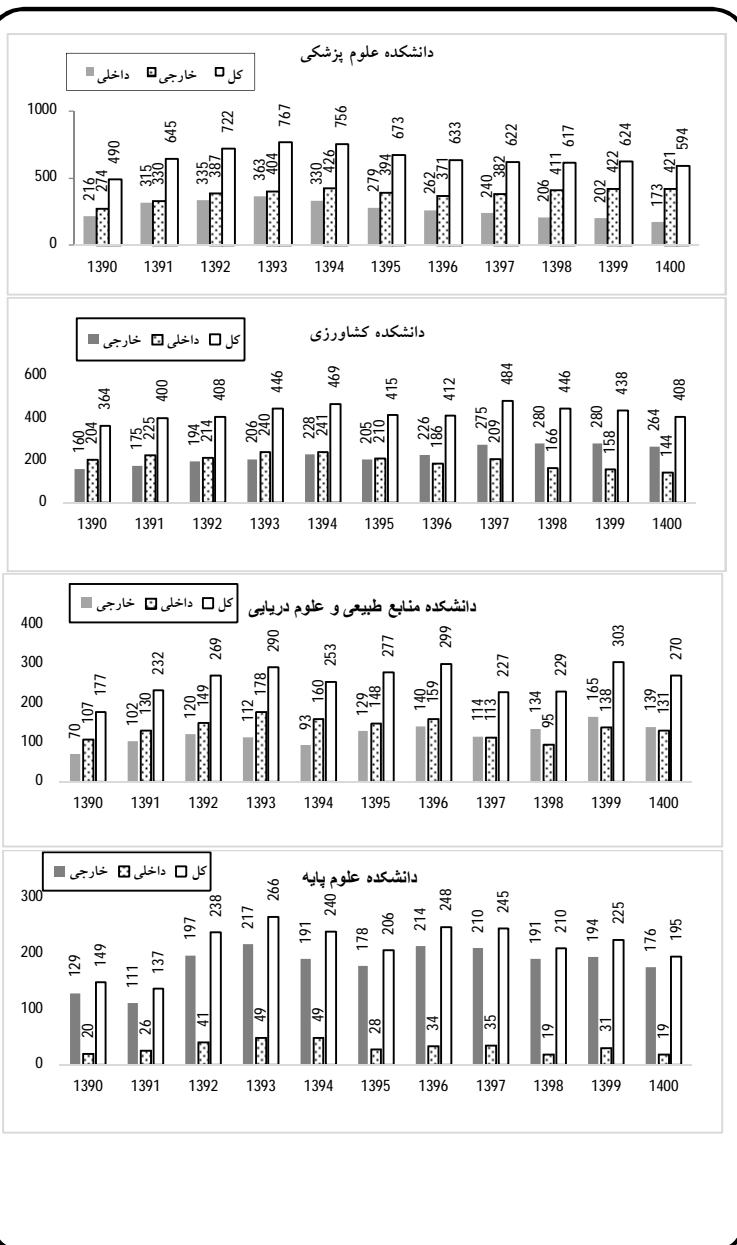 دانشکده علوم پزشکی
داخلی خارجی کل
1000
500
0
216 315 335 363 330 279 262 240 206 202 173
274 330 387 404 426 394 371 382 411 422 421
490 645 722 767 756 673 633 622 617 624 594
1390 1391 1392 1393 1394 1395 1396 1397 1398 1399 1400
دانشکده کشاورزی
خارجی داخلی کل
600
400
200
0
160 175 194 206 228 205 226 275 280 280 264
204 225 214 240 241 210 186 209 166 158 144
364 400 408 446 469 415 412 484 446 438 408
1390 1391 1392 1393 1394 1395 1396 1397 1398 1399 1400
دانشکده منابع طبیعی و علوم دریایی
خارجی داخلی کل
400
300
200
100
0
70 102 120 112 93 129 140 114 134 165 139
107 130 149 178 160 148 159 113 95 138 131
177 232 269 290 253 277 299 227 229 303 270
1390 1391 1392 1393 1394 1395 1396 1397 1398 1399 1400
دانشکده علوم پایه
خارجی داخلی کل
300
200
100
0
129 111 197 217 191 178 214 210 191 194 176
20 26 41 49 49 28 34 35 19 31 19
149 137 238 266 240 206 248 245 210 225 195
1390 1391 1392 1393 1394 1395 1396 1397 1398 1399 1400